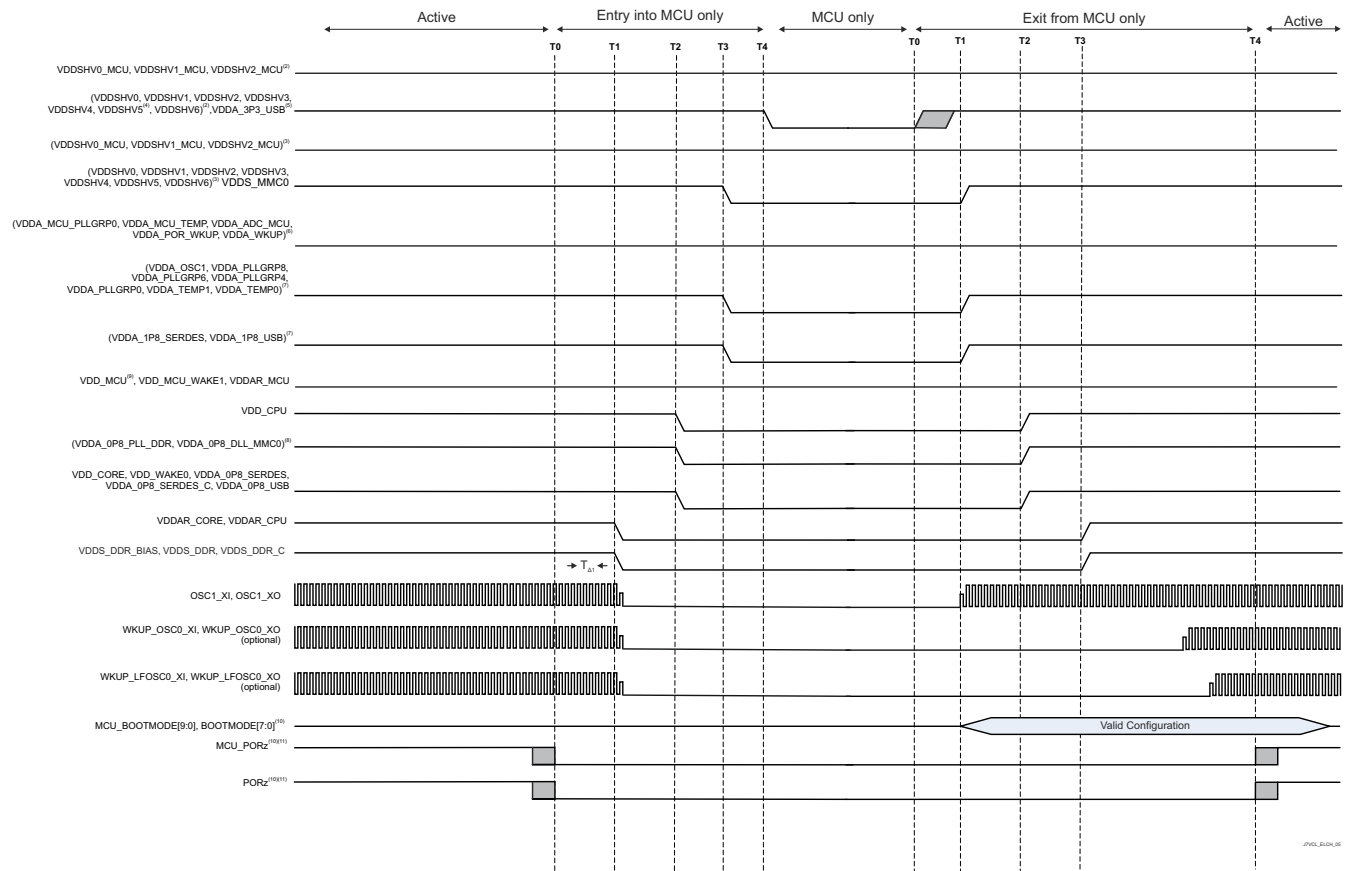 Active
Entry into MCU only
MCU only
Exit from MCU only
Active
T0 T1 T2 T3 T4 T0 T1 T2 T3 T4
VDDSHV0_MCU, VDDSHV1_MCU, VDDSHV2_MCU(2)
(VDDSHV0, VDDSHV1, VDDSHV2, VDDSHV3,
VDDSHV4, VDDSHV5(4), VDDSHV6)(2),VDDA_3P3_USB(5)
(VDDSHV0_MCU, VDDSHV1_MCU, VDDSHV2_MCU)(3)
(VDDSHV0, VDDSHV1, VDDSHV2, VDDSHV3,
VDDSHV4, VDDSHV5, VDDSHV6)(3) VDDS_MMC0
(VDDA_MCU_PLLGRP0, VDDA_MCU_TEMP, VDDA_ADC_MCU,
VDDA_POR_WKUP, VDDA_WKUP)(6)
(VDDA_OSC1, VDDA_PLLGRP8,
VDDA_PLLGRP6, VDDA_PLLGRP4,
VDDA_PLLGRP0, VDDA_TEMP1, VDDA_TEMP0)(7)
(VDDA_1P8_SERDES, VDDA_1P8_USB)(7)
VDD_MCU(9), VDD_MCU_WAKE1, VDDAR_MCU
VDD_CPU
(VDDA_0P8_PLL_DDR, VDDA_0P8_DLL_MMC0)(8)
VDD_CORE, VDD_WAKE0, VDDA_0P8_SERDES,
VDDA_0P8_SERDES_C, VDDA_0P8_USB
VDDAR_CORE, VDDAR_CPU
VDDS_DDR_BIAS, VDDS_DDR, VDDS_DDR_C
TΔ1
OSC1_XI, OSC1_XO
WKUP_OSC0_XI, WKUP_OSC0_XO
(optional)
WKUP_LFOSC0_XI, WKUP_LFOSC0_XO
(optional)
MCU_BOOTMODE[9:0], BOOTMODE[7:0](10)
Valid Configuration
MCU_PORz(10)(11)
PORz(10)(11)
J7VCL_ELCH_05